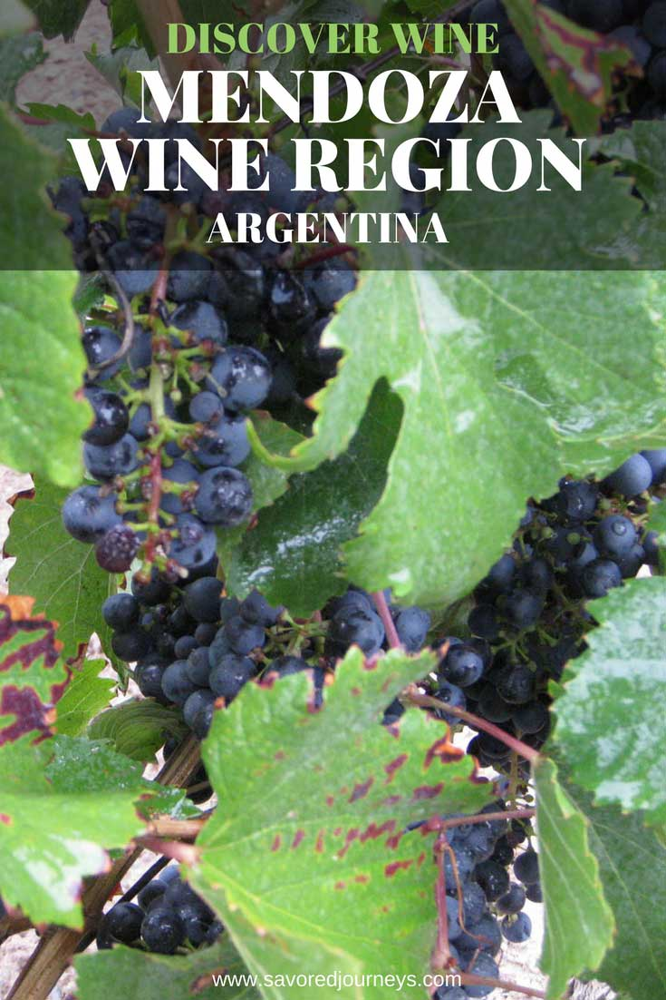 DISCOVER WINE
MENDOZA
WINE REGION
ARGENTINA
www.savoredjourneys.com